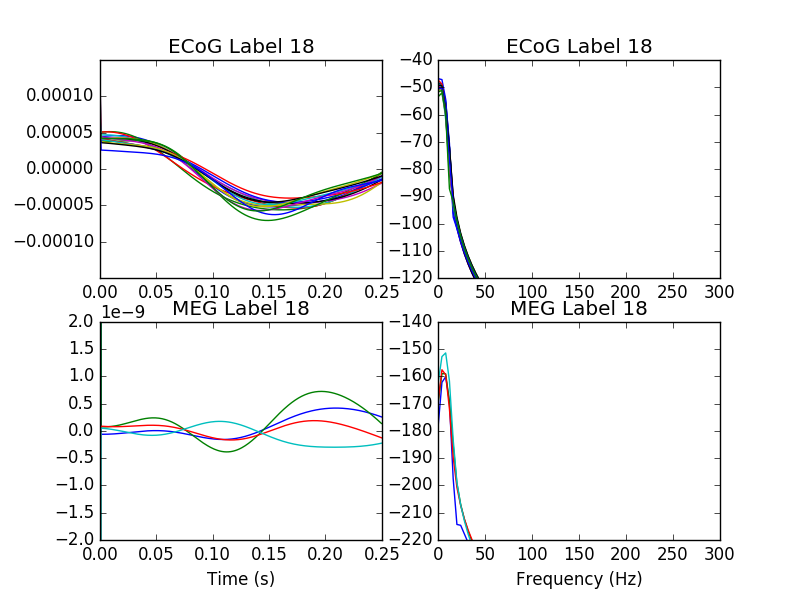 ECoG Label 18
0.00010
0.00005
0.00000
−0.00005
−0.00010
0.00 0.05 0.10 0.15 0.20 0.25
ECoG Label 18
−40
−50
−60
−70
−80
−90
−100
−110
−120
0 50 100 150 200 250 300
MEG Label 18
1e−9
2.0
1.5
1.0
0.5
0.0
−0.5
−1.0
−1.5
−2.0
0.00 0.05 0.10 0.15 0.20 0.25
Time (s)
MEG Label 18
−140
−150
−160
−170
−180
−190
−200
−210
−220
0 50 100 150 200 250 300
Frequency (Hz)